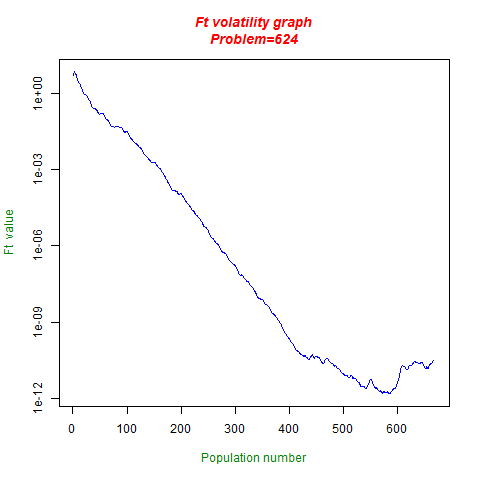 Ft volatility graph
Problem=624
1e+00
1e-03
1e-06
1e-09
1e-12
Ft value
0 100 200 300 400 500 600
Population number